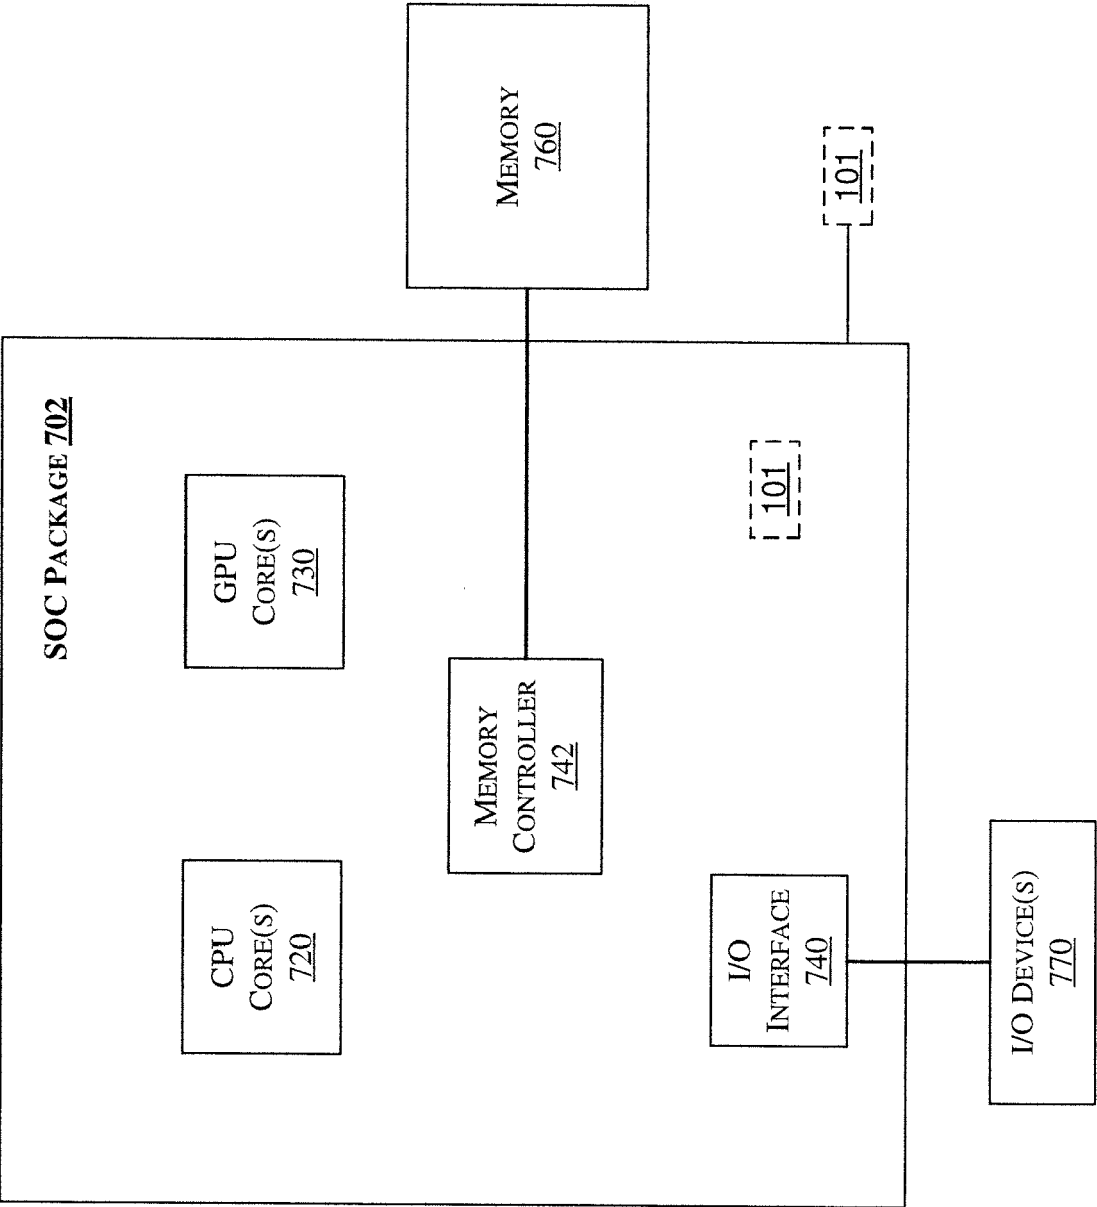 SOC PACKAGE 702
CPU
CORE(S)
720
GPU
CORE(S)
730
MEMORY
CONTROLLER
742
MEMORY
760
I/O
INTERFACE
740
101
101
I/O DEVICE(S)
770